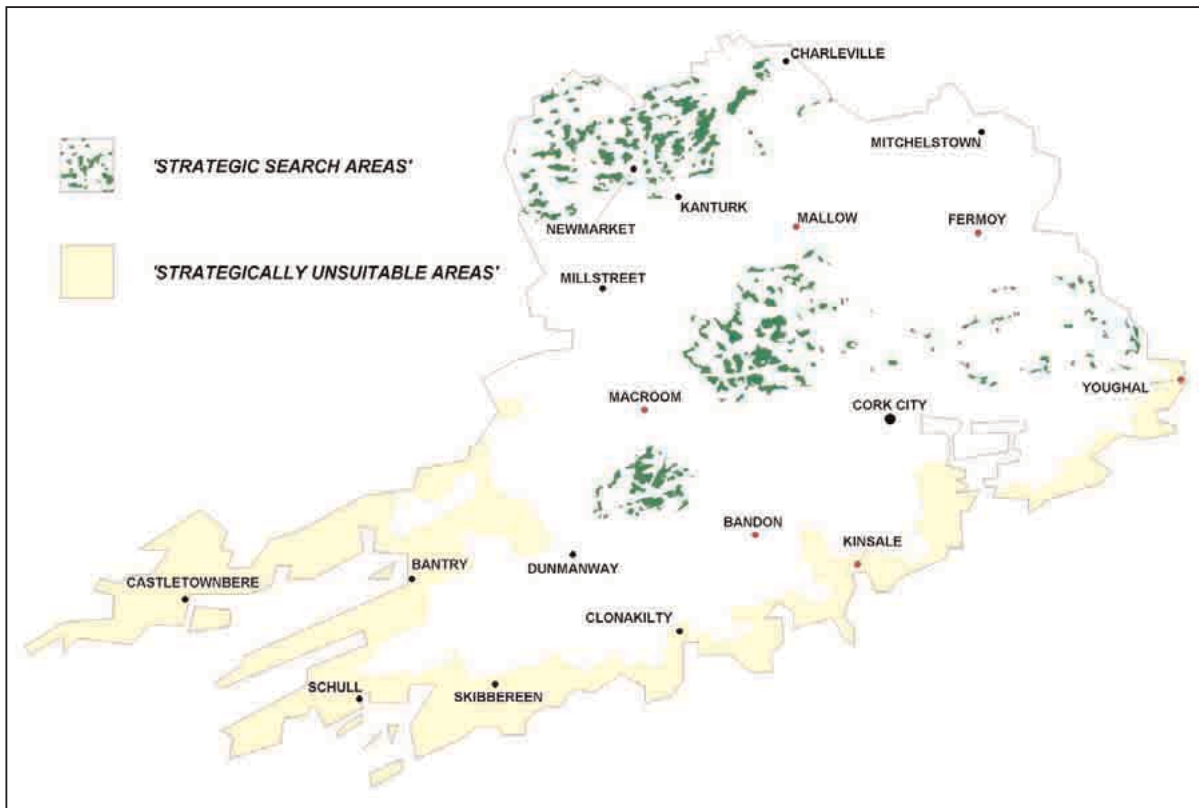 CHARLEVILLE
MITCHELSTOWN
'STRATEGIC SEARCH AREAS'
KANTURK
MALLOW
FERMOY
NEWMARKET
'STRATEGICALLY UNSUITABLE AREAS'
MILLSTREET
YOUGHAL
MACROOM
CORK CITY
BANDON
KINSALE
BANTRY
DUNMANWAY
CASTLETOWNBERE
CLONAKILTY
SCHULL
SKIBBEREEN